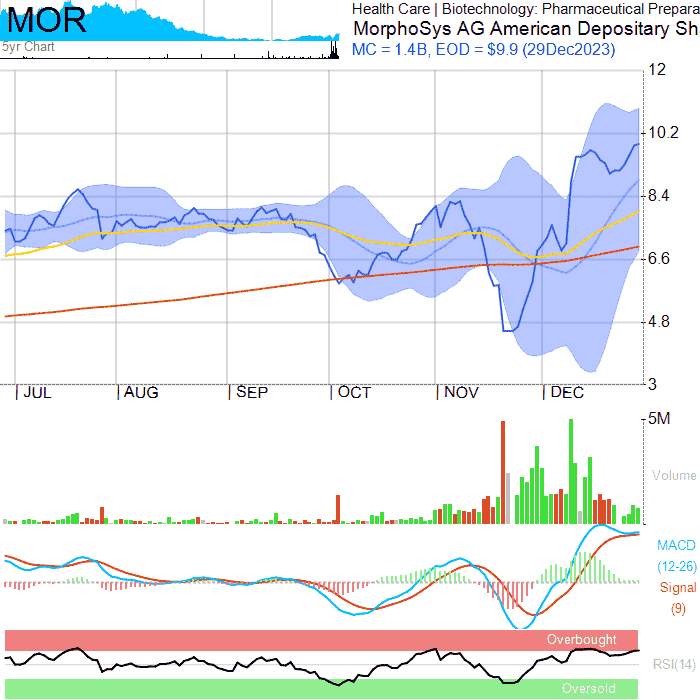 MOR
5yr Chart
Health Care | Biotechnology: Pharmaceutical Prepara
MorphoSys AG American Depositary Sh
MC = 1.4B, EOD = $9.9 (29Dec2023)
12
10.2
8.4
6.6
4.8
3
| JUL | AUG | SEP | OCT | NOV | DEC
5M
Volume
MACD
(12-26)
Signal
(9)
Overbought
RSI(14)
Oversold